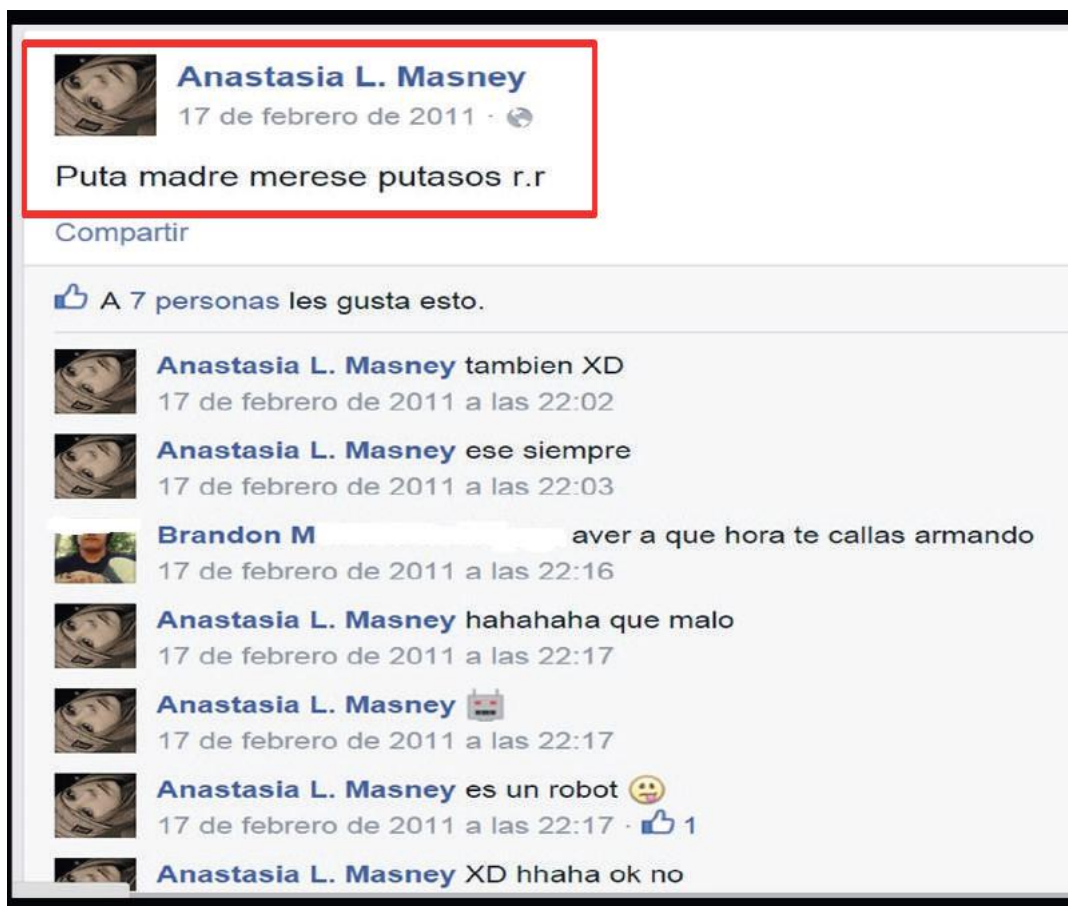 Anastasia L. Masney
17 de febrero de 2011 ·
Puta madre merese putasos r.r
Compartir
A 7 personas les gusta esto.
Anastasia L. Masney tambien XD
17 de febrero de 2011 a las 22:02
Anastasia L. Masney ese siempre
17 de febrero de 2011 a las 22:03
Brandon M aver a que hora te callas armando
17 de febrero de 2011 a las 22:16
Anastasia L. Masney hahahaha que malo
17 de febrero de 2011 a las 22:17
Anastasia L. Masney
17 de febrero de 2011 a las 22:17
Anastasia L. Masney es un robot
17 de febrero de 2011 a las 22:17 · 1
Anastasia L. Masney XD hhaha ok no